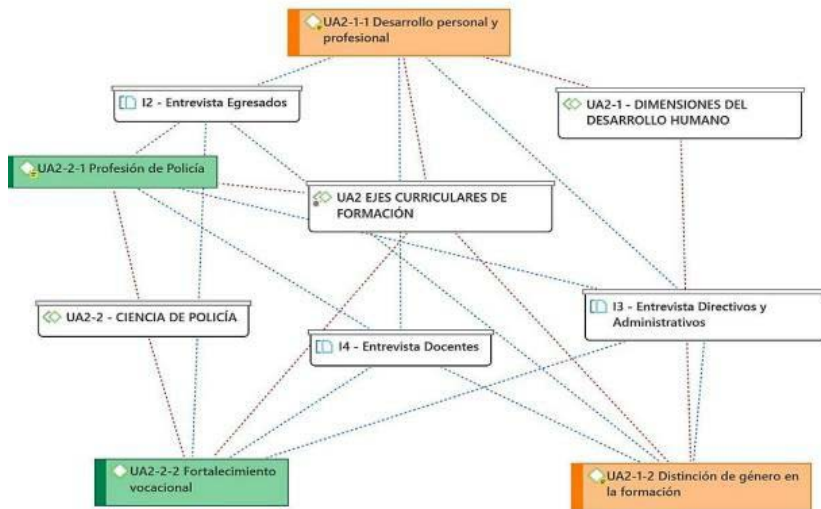 UA2-1-1 Desarrollo personal y
profesional
I2 - Entrevista Egresados
UA2-1 - DIMENSIONES DEL
DESARROLLO HUMANO
UA2-2-1 Profesión de Policía
UA2 EJES CURRICULARES DE
FORMACIÓN
UA2-2 - CIENCIA DE POLICÍA
I4 - Entrevista Docentes
I3 - Entrevista Directivos y
Administrativos
UA2-2-2 Fortalecimiento
vocacional
UA2-1-2 Distinción de género en
la formación